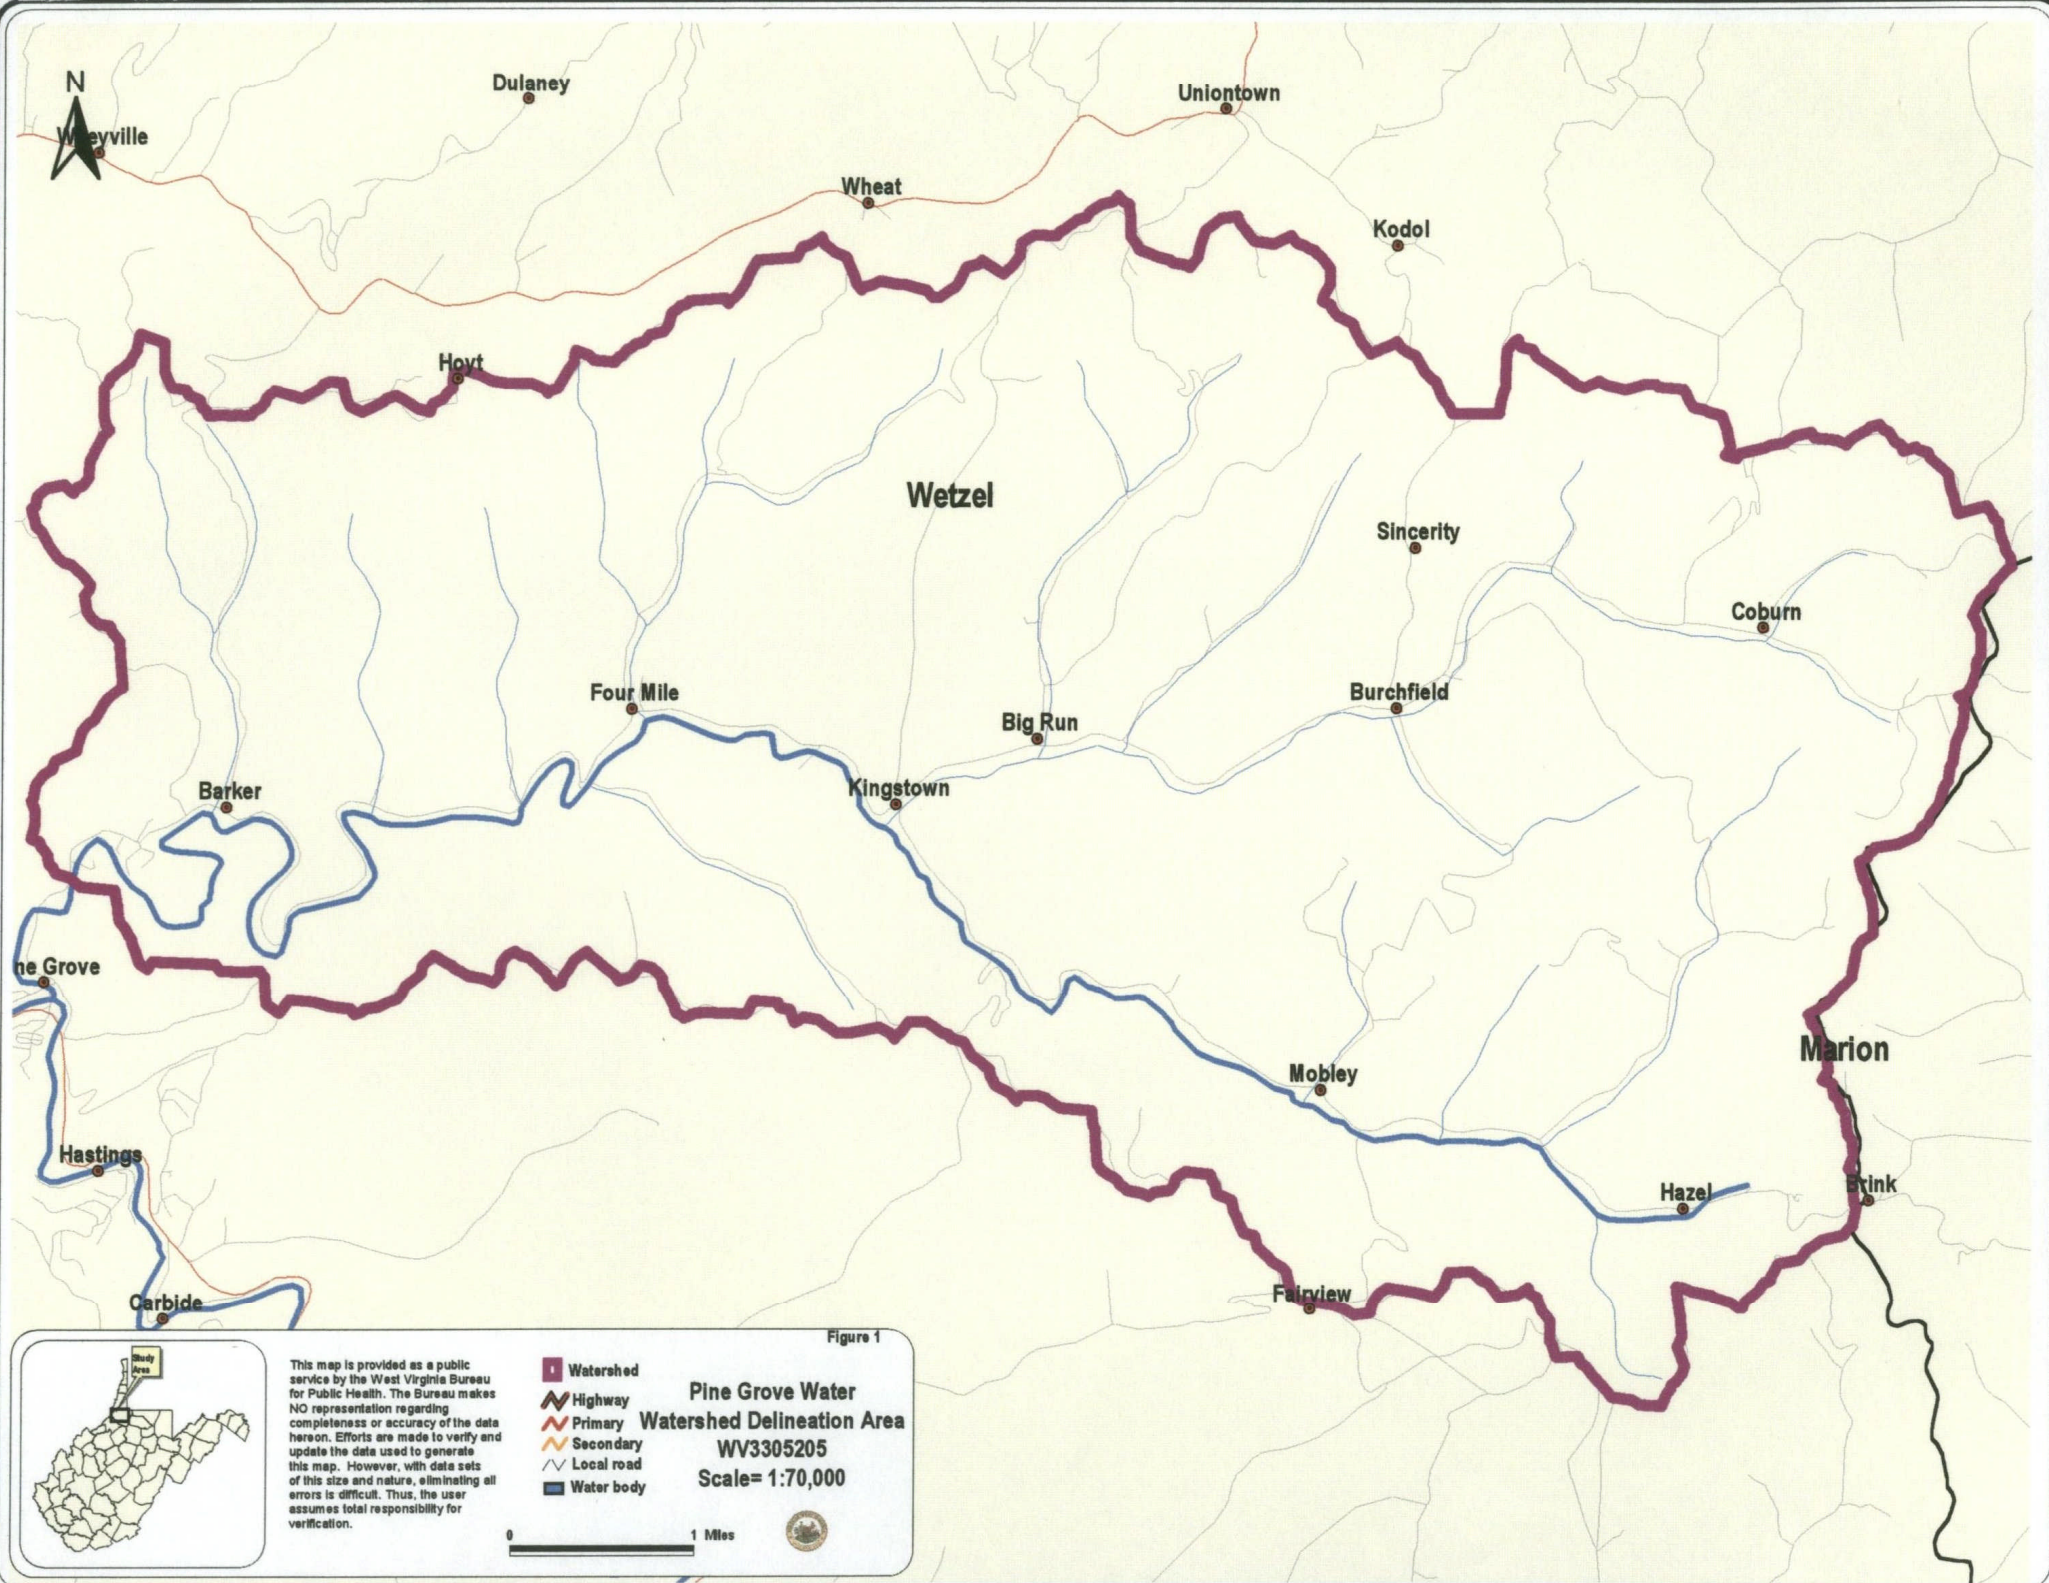 N
Dulaney
Uniontown
Wheat
Kodol
Hoyt
Wetzel
Sincerity
Coburn
Four Mile
Burchfield
Big Run
Kingstown
Barker
ne Grove
Marion
Mobley
Hastings
Hazel
Brink
Fairview
Carbide
Figure 1
Study
Area
This map is provided as a public
service by the West Virginia Bureau
for Public Health. The Bureau makes
NO representation regarding
completeness or accuracy of the data
hereon. Efforts are made to verify and
update the data used to generate
this map. However, with data sets
of this size and nature, eliminating all
errors is difficult. Thus, the user
assumes total responsibility for
verification.
Watershed
Highway
Primary
Secondary
Local road
Water body
Pine Grove Water
Watershed Delineation Area
WV3305205
Scale= 1:70,000
0 1 Miles